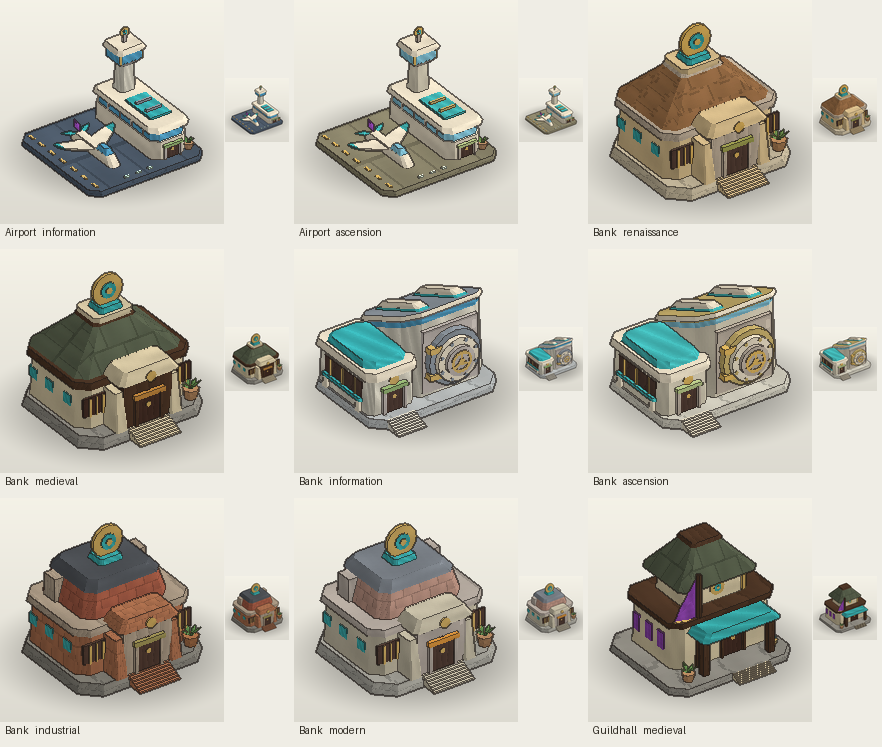 Airport information
Airport ascension
Bank renaissance
Bank medieval
Bank information
Bank ascension
Bank industrial
Bank modern
Guildhall medieval